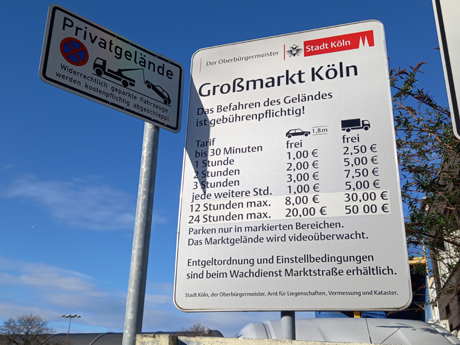 Privatgelände
Widerrechtlich geparkte Fahrzeuge
werden kostenpflichtig abgeschleppt
Der Oberbürgermeister
Stadt Köln
Großmarkt Köln
Das Befahren des Geländes
ist gebührenpflichtig!
Tarif 1,8m
bis 30 Minuten frei frei
1 Stunde 1,00 € 2,50 €
2 Stunden 2,00 € 5,00 €
3 Stunden 3,00 € 7,50 €
jede weitere Std. 1,00 € 5,00 €
12 Stunden max. 8,00 € 30,00 €
24 Stunden max. 20,00 € 50 00 €
Parken nur in markierten Bereichen.
Das Marktgelände wird videoüberwacht.
Entgeltordnung und Einstellbedingungen
sind beim Wachdienst Marktstraße erhältlich.
Stadt Köln, der Oberbürgermeister, Amt für Liegenschaften, Vermessung und Kataster.